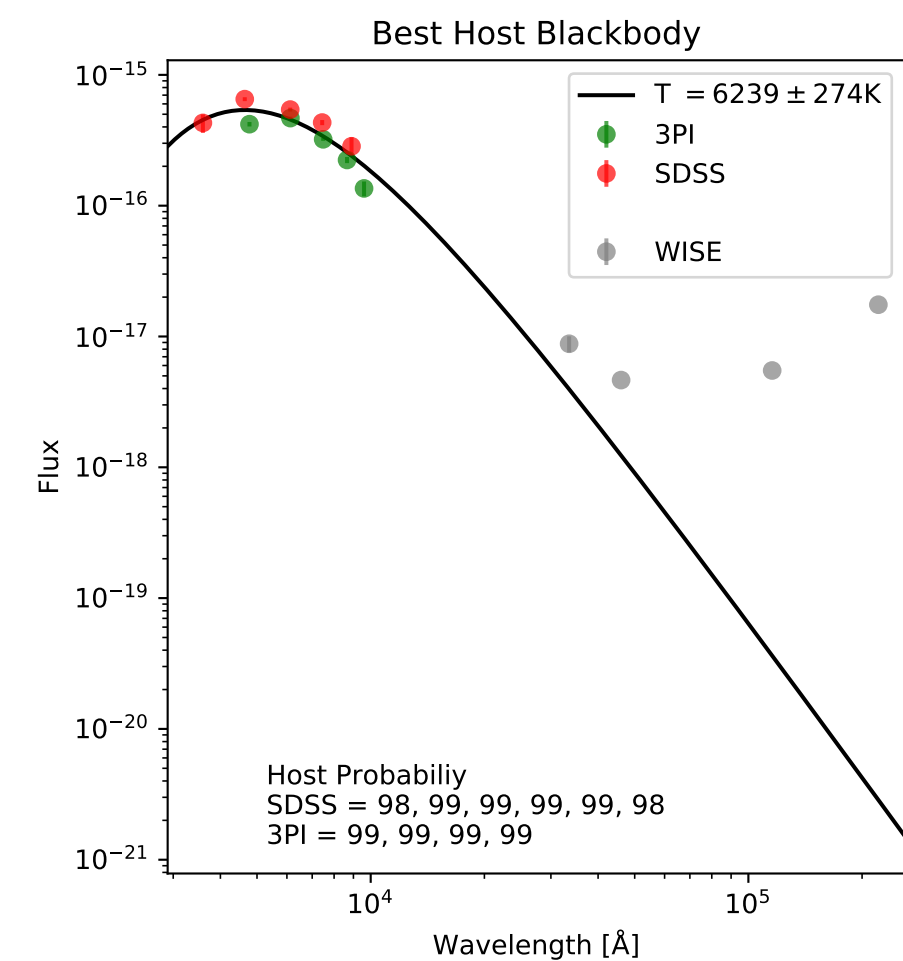 Best Host Blackbody
T = 6239 ± 274K
3PI
SDSS
WISE
Flux
10⁻¹⁵
10⁻¹⁶
10⁻¹⁷
10⁻¹⁸
10⁻¹⁹
10⁻²⁰
10⁻²¹
Host Probabiliy
SDSS = 98, 99, 99, 99, 99, 98
3PI = 99, 99, 99, 99
10⁴ 10⁵
Wavelength [Å]